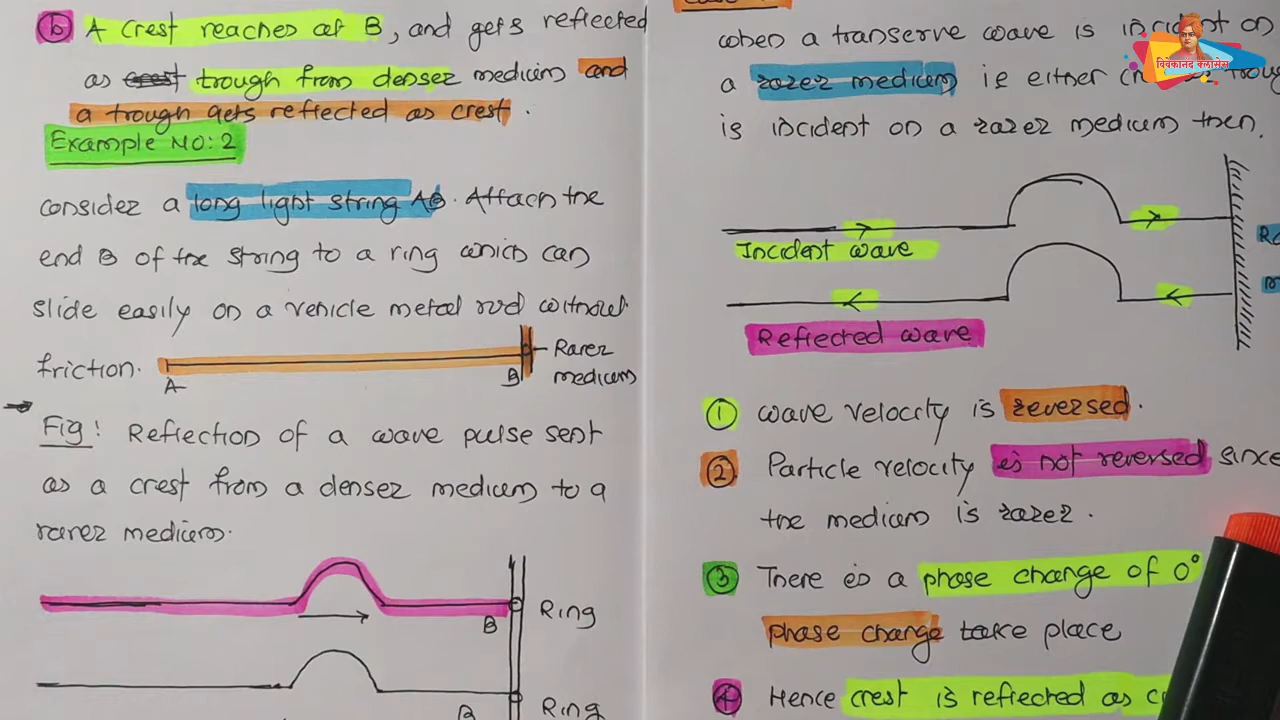 b A crest reaches at B, and gets reflected
as crest trough from denser medium and
a trough gets reflected as crest.
Example NO: 2
consider a long light string AB. Attach the
end B of the string to a ring which can
slide easily on a vehicle metal rod without
friction.
A
B
Rarer
medium
Fig: Reflection of a wave pulse sent
as a crest from a denser medium to a
rarer medium.
B
Ring
B
Ring
when a transerve wave is incident on
a rarer medium ie either
is incident on a rarer medium then.
Incident wave
Reflected wave
1 wave velocity is reversed.
2 Particle velocity is not reversed since
the medium is rarer.
3 There is a phase change of 0°
phase change take place
4 Hence crest is reflected as
विवेकानंद क्लासेस